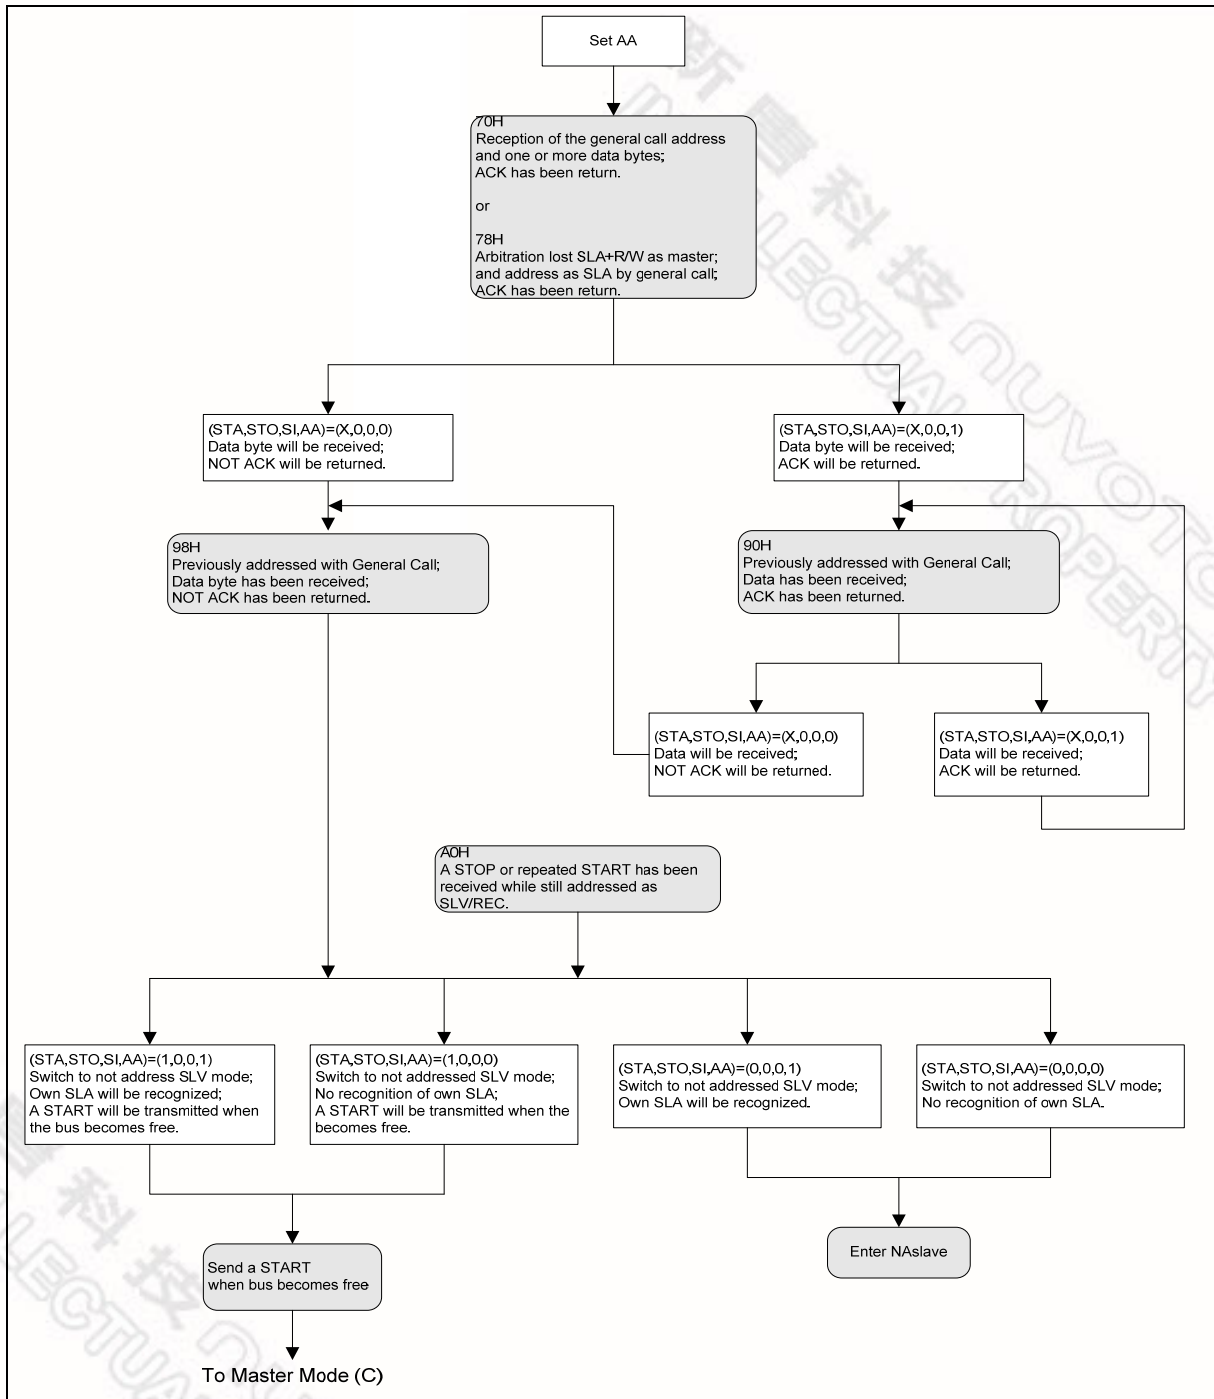 Set AA
70H
Reception of the general call address
and one or more data bytes;
ACK has been return.
or
78H
Arbitration lost SLA+R/W as master;
and address as SLA by general call;
ACK has been return.
(STA,STO,SI,AA)=(X,0,0,0)
Data byte will be received;
NOT ACK will be returned.
(STA,STO,SI,AA)=(X,0,0,1)
Data byte will be received;
ACK will be returned.
98H
Previously addressed with General Call;
Data byte has been received;
NOT ACK has been returned.
90H
Previously addressed with General Call;
Data has been received;
ACK has been returned.
(STA,STO,SI,AA)=(X,0,0,0)
Data will be received;
NOT ACK will be returned.
(STA,STO,SI,AA)=(X,0,0,1)
Data will be received;
ACK will be returned.
A0H
A STOP or repeated START has been
received while still addressed as
SLV/REC.
(STA,STO,SI,AA)=(1,0,0,1)
Switch to not address SLV mode;
Own SLA will be recognized;
A START will be transmitted when
the bus becomes free.
(STA,STO,SI,AA)=(1,0,0,0)
Switch to not addressed SLV mode;
No recognition of own SLA;
A START will be transmitted when the
becomes free.
(STA,STO,SI,AA)=(0,0,0,1)
Switch to not addressed SLV mode;
Own SLA will be recognized.
(STA,STO,SI,AA)=(0,0,0,0)
Switch to not addressed SLV mode;
No recognition of own SLA.
Send a START
when bus becomes free
Enter NAslave
To Master Mode (C)
新唐科技 nuvoTo
LECTUAL ROPERTY
唐科技
LECTUA